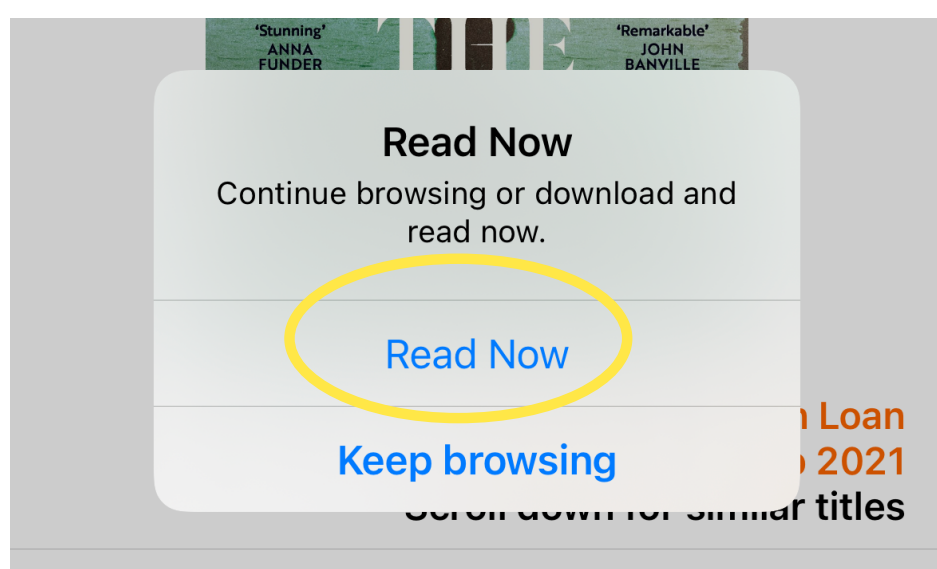 'Stunning'
ANNA
FUNDER
'Remarkable'
JOHN
BANVILLE
Read Now
Continue browsing or download and
read now.
Read Now
Loan
2021
Keep browsing
Scroll down for similar titles